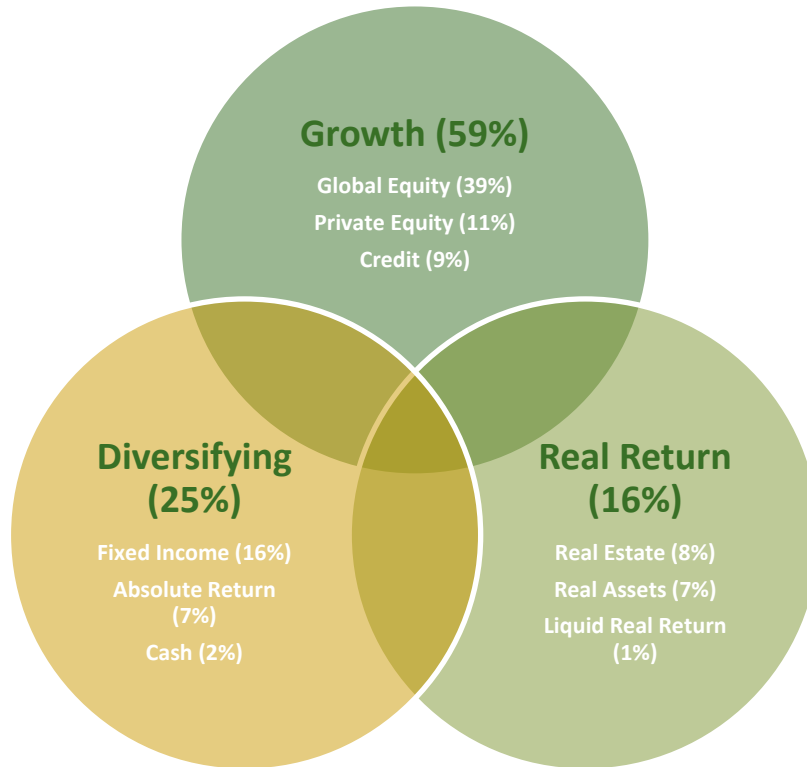 Growth (59%)
Global Equity (39%)
Private Equity (11%)
Credit (9%)
Diversifying
(25%)
Fixed Income (16%)
Absolute Return
(7%)
Cash (2%)
Real Return
(16%)
Real Estate (8%)
Real Assets (7%)
Liquid Real Return
(1%)